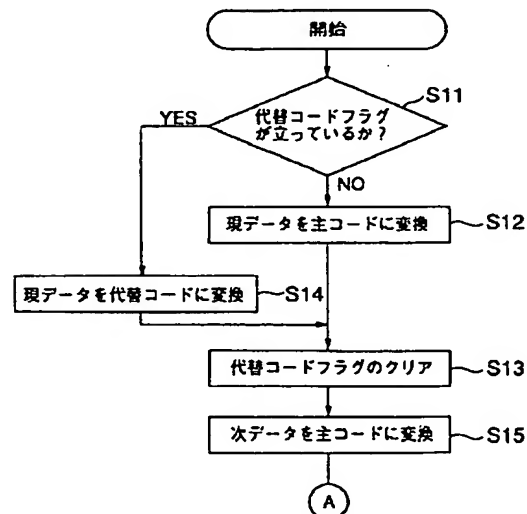 開始
代替コードフラグ
が立っているか？
S11
YES
NO
現データを主コードに変換
S12
現データを代替コードに変換
S14
代替コードフラグのクリア
S13
次データを主コードに変換
S15
A